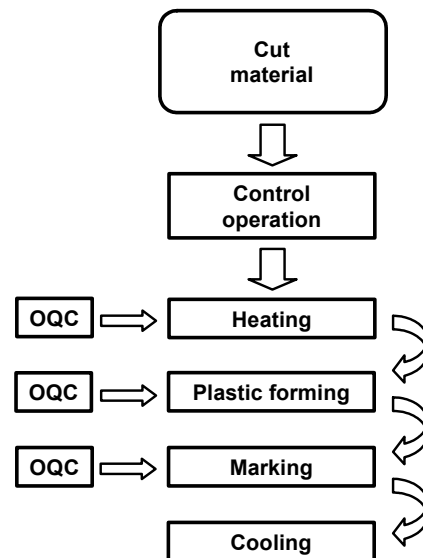 Cut
material
Control
operation
OQC
Heating
OQC
Plastic forming
OQC
Marking
Cooling